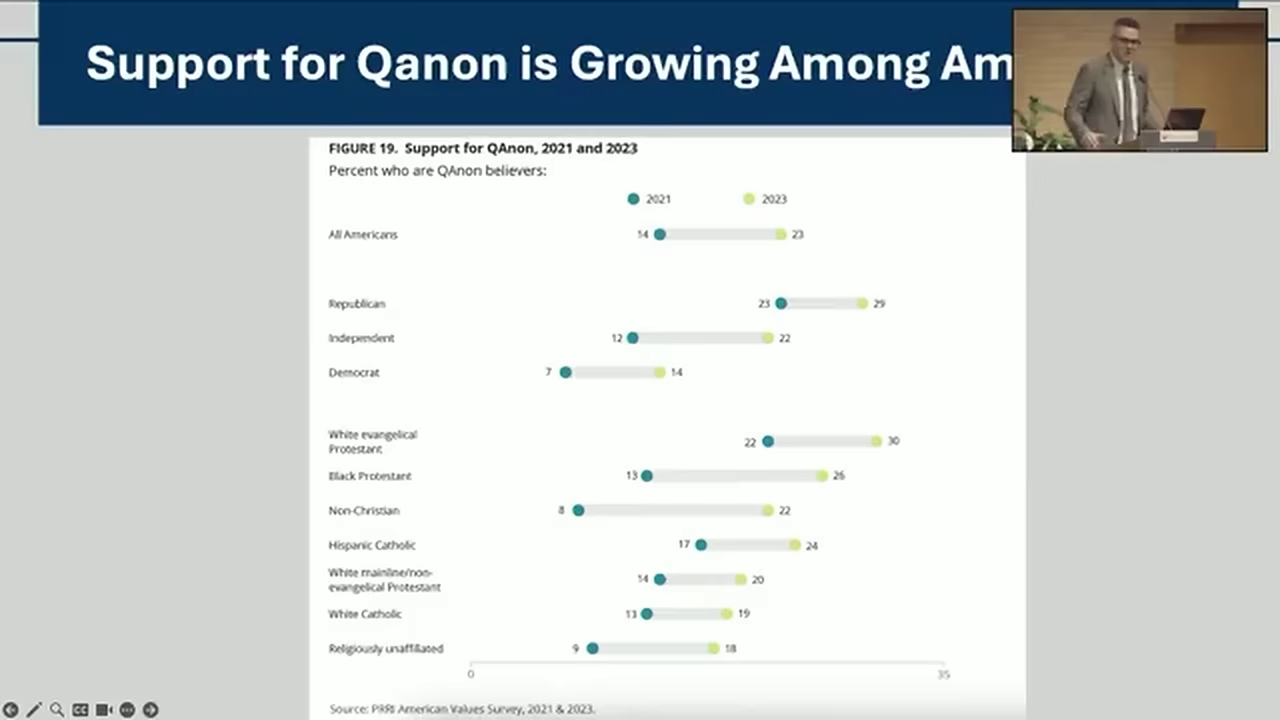 Support for Qanon is Growing Among Am
FIGURE 19. Support for QAnon, 2021 and 2023
Percent who are QAnon believers:
2021 2023
All Americans 14 23
Republican 23 29
Independent 12 22
Democrat 7 14
White evangelical
Protestant 22 30
Black Protestant 13 26
Non-Christian 8 22
Hispanic Catholic 17 24
White mainline/non-
evangelical Protestant 14 20
White Catholic 13 19
Religiously unaffiliated 9 18
0 35
Source: PRRI American Values Survey, 2021 & 2023.
CC